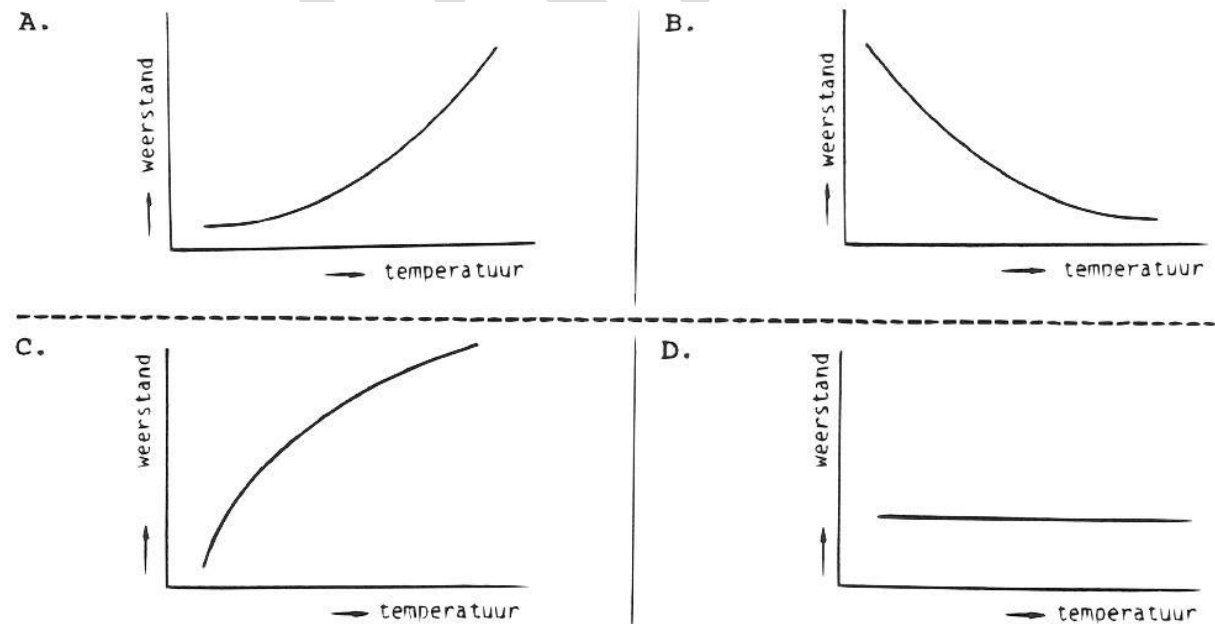 A.
weerstand
temperatuur
B.
weerstand
temperatuur
C.
weerstand
temperatuur
D.
weerstand
temperatuur